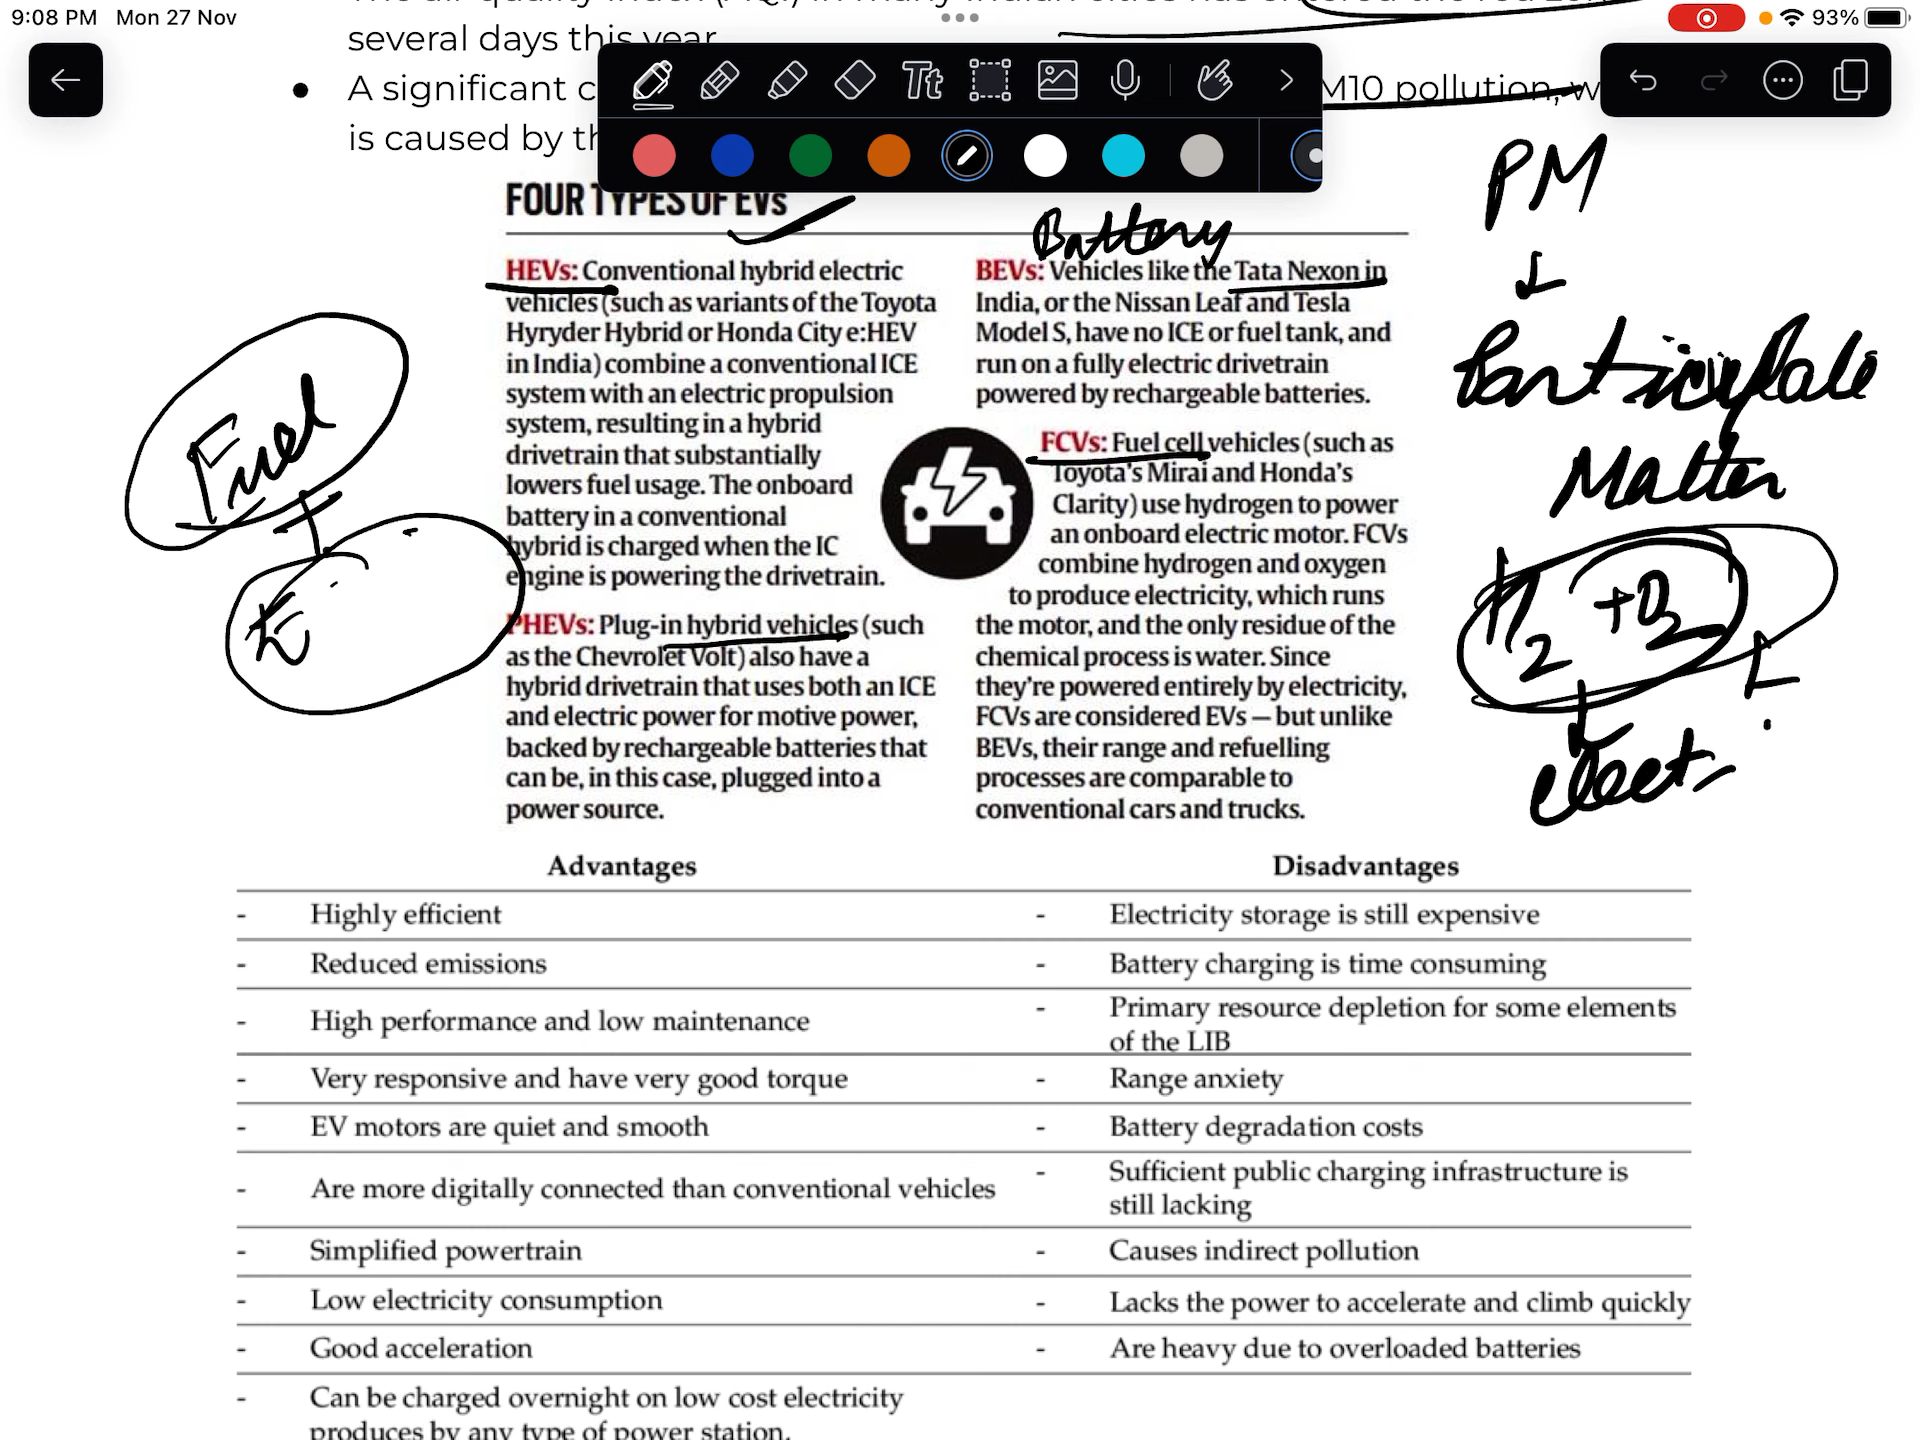 9:08 PM Mon 27 Nov
93%
several days this year
A significant c
M10 pollution, w
is caused by th
Tt
PM
Particulate
Matter
H2 + O2
elect
Fuel
+
E
Battery
FOUR TYPES OF EVs
HEVs: Conventional hybrid electric
vehicles (such as variants of the Toyota
Hyryder Hybrid or Honda City e:HEV
in India) combine a conventional ICE
system with an electric propulsion
system, resulting in a hybrid
drivetrain that substantially
lowers fuel usage. The onboard
battery in a conventional
hybrid is charged when the IC
engine is powering the drivetrain.
PHEVs: Plug-in hybrid vehicles (such
as the Chevrolet Volt) also have a
hybrid drivetrain that uses both an ICE
and electric power for motive power,
backed by rechargeable batteries that
can be, in this case, plugged into a
power source.
BEVs: Vehicles like the Tata Nexon in
India, or the Nissan Leaf and Tesla
Model S, have no ICE or fuel tank, and
run on a fully electric drivetrain
powered by rechargeable batteries.
FCVs: Fuel cell vehicles (such as
Toyota's Mirai and Honda's
Clarity) use hydrogen to power
an onboard electric motor. FCVs
combine hydrogen and oxygen
to produce electricity, which runs
the motor, and the only residue of the
chemical process is water. Since
they're powered entirely by electricity,
FCVs are considered EVs — but unlike
BEVs, their range and refuelling
processes are comparable to
conventional cars and trucks.
Advantages Disadvantages
- Highly efficient - Electricity storage is still expensive
- Reduced emissions - Battery charging is time consuming
- High performance and low maintenance - Primary resource depletion for some elements
of the LIB
- Very responsive and have very good torque - Range anxiety
- EV motors are quiet and smooth - Battery degradation costs
- Are more digitally connected than conventional vehicles - Sufficient public charging infrastructure is
still lacking
- Simplified powertrain - Causes indirect pollution
- Low electricity consumption - Lacks the power to accelerate and climb quickly
- Good acceleration - Are heavy due to overloaded batteries
- Can be charged overnight on low cost electricity
produces by any type of power station.